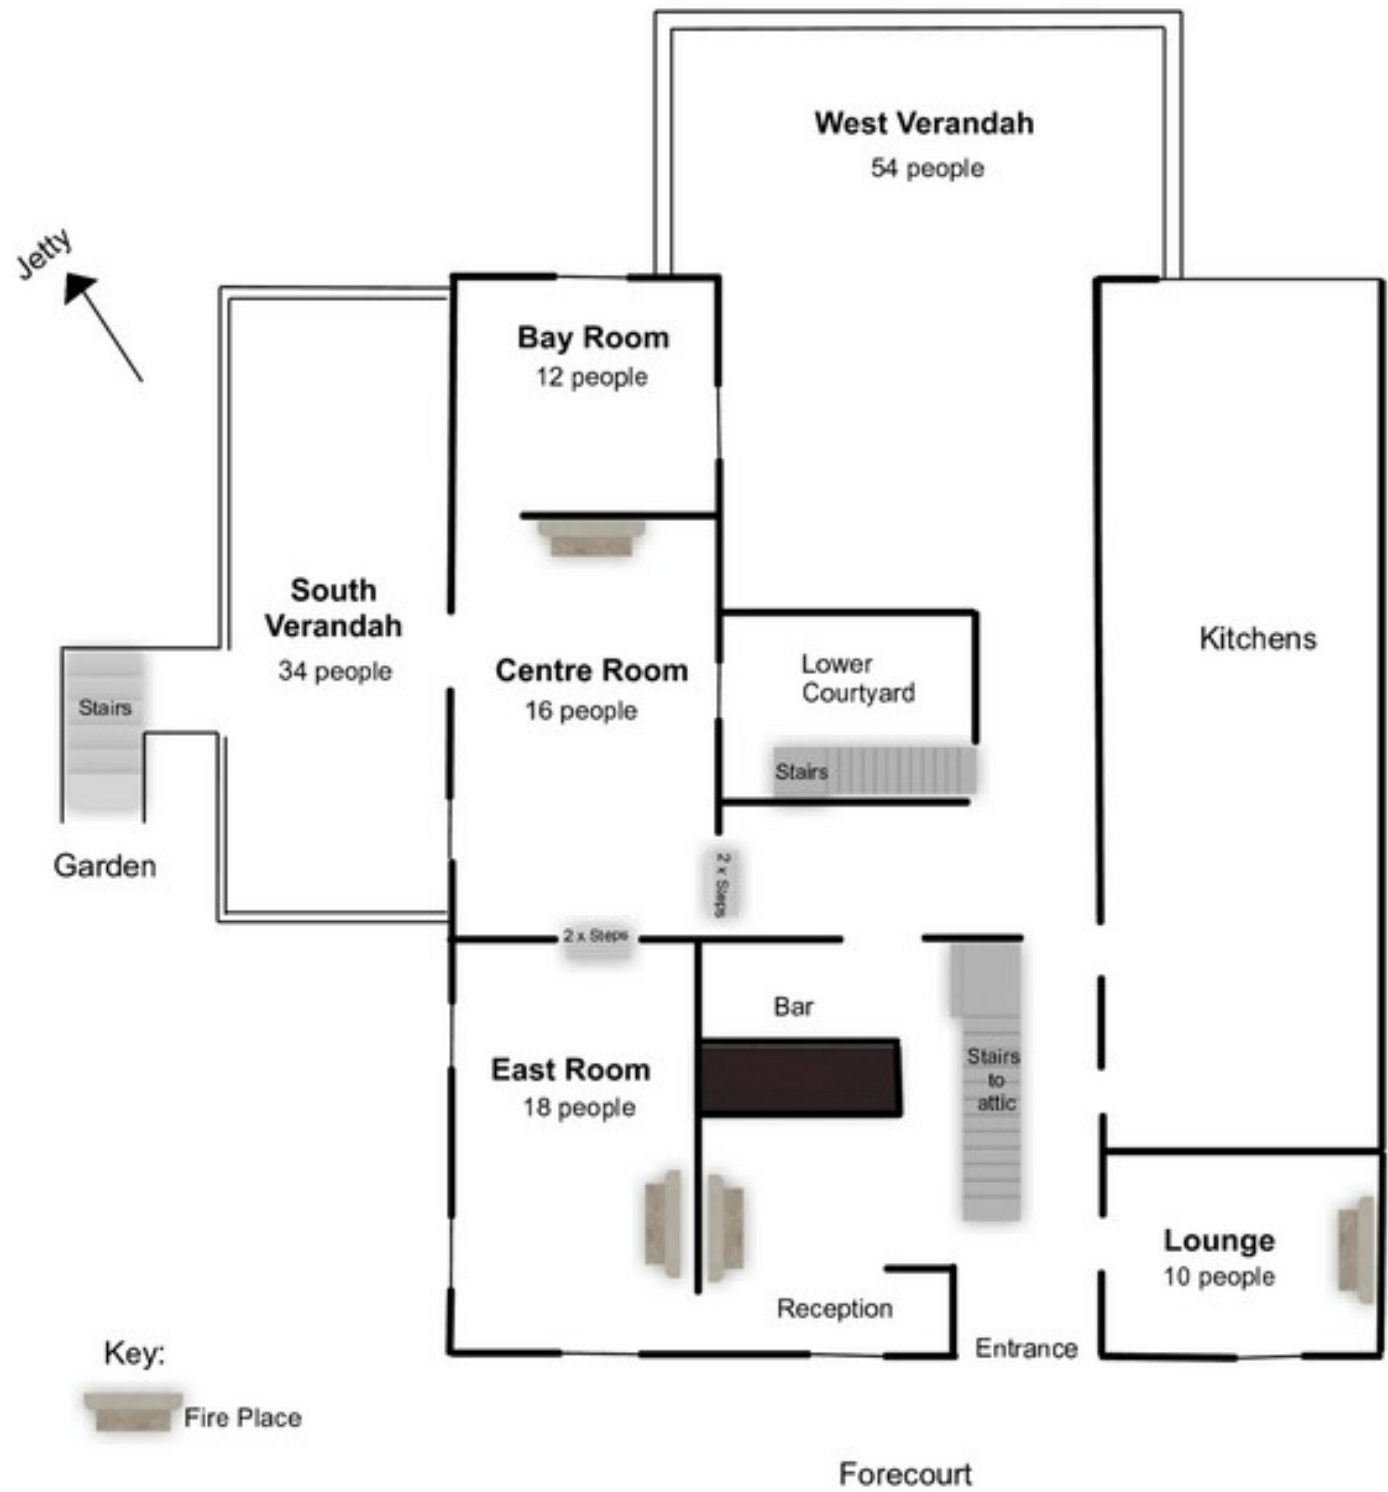 West Verandah
54 people
Jetty
Bay Room
12 people
South
Verandah
34 people
Centre Room
16 people
Lower
Courtyard
Kitchens
Stairs
Stairs
Garden
2 x Steps
2 x Steps
Bar
East Room
18 people
Stairs
to
attic
Lounge
10 people
Reception
Entrance
Key:
Fire Place
Forecourt